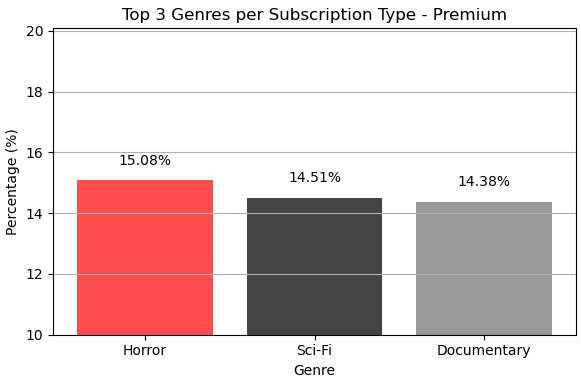 Top 3 Genres per Subscription Type - Premium
Percentage (%)
20
18
16
14
12
10
15.08%
14.51%
14.38%
Horror
Sci-Fi
Documentary
Genre